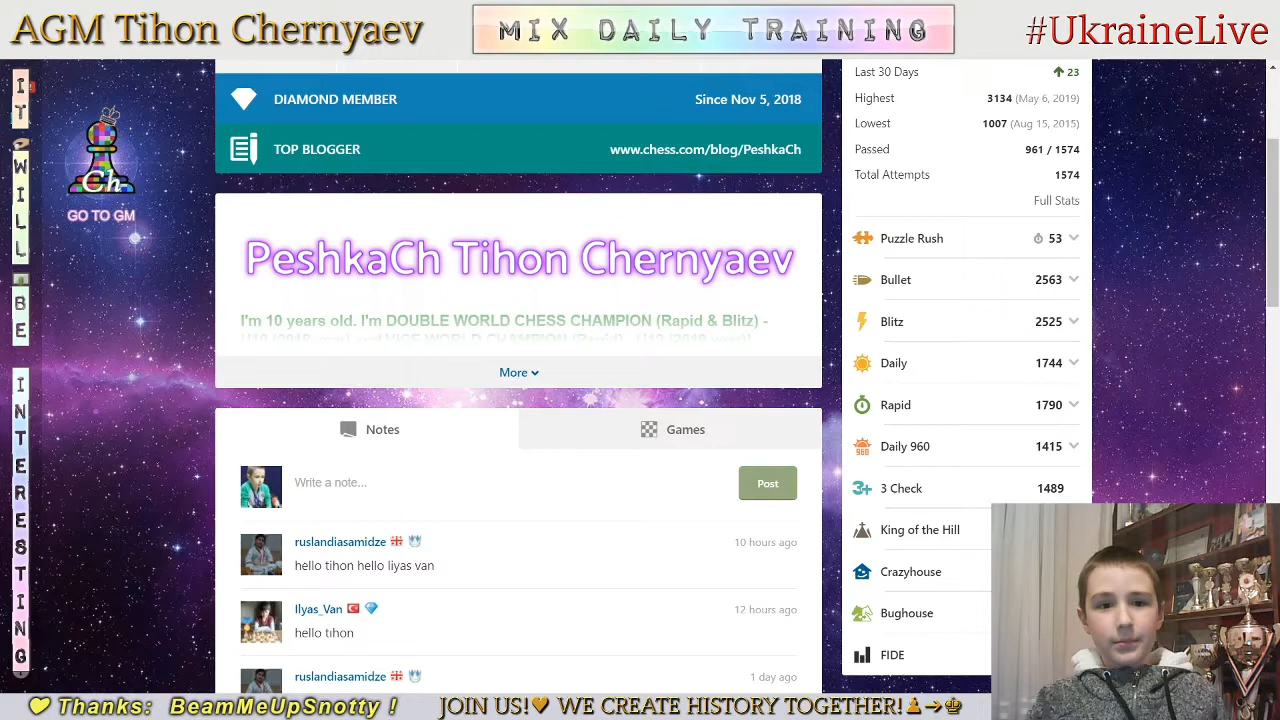 AGM Tihon Chernyaev
MIX DAILY TRAINING
#UkraineLive
IT
WILL
BE
INTERESTING
Ch
GO TO GM
DIAMOND MEMBER
Since Nov 5, 2018
TOP BLOGGER
www.chess.com/blog/PeshkaCh
PeshkaCh Tihon Chernyaev
I'm 10 years old. I'm DOUBLE WORLD CHESS CHAMPION (Rapid & Blitz) -
More
Notes
Games
Write a note...
Post
ruslandiasamidze
10 hours ago
hello tihon hello liyas van
Ilyas_Van
12 hours ago
hello tihon
ruslandiasamidze
1 day ago
Last 30 Days 23
Highest 3134 (May 6, 2019)
Lowest 1007 (Aug 15, 2015)
Passed 961 / 1574
Total Attempts 1574
Full Stats
Puzzle Rush 53
Bullet 2563
Blitz 2525
Daily 1744
Rapid 1790
960
Daily 960 1415
3+
3 Check 1489
King of the Hill
Crazyhouse
Bughouse
FIDE
Thanks: BeamMeUpSnotty !
JOIN US! WE CREATE HISTORY TOGETHER!